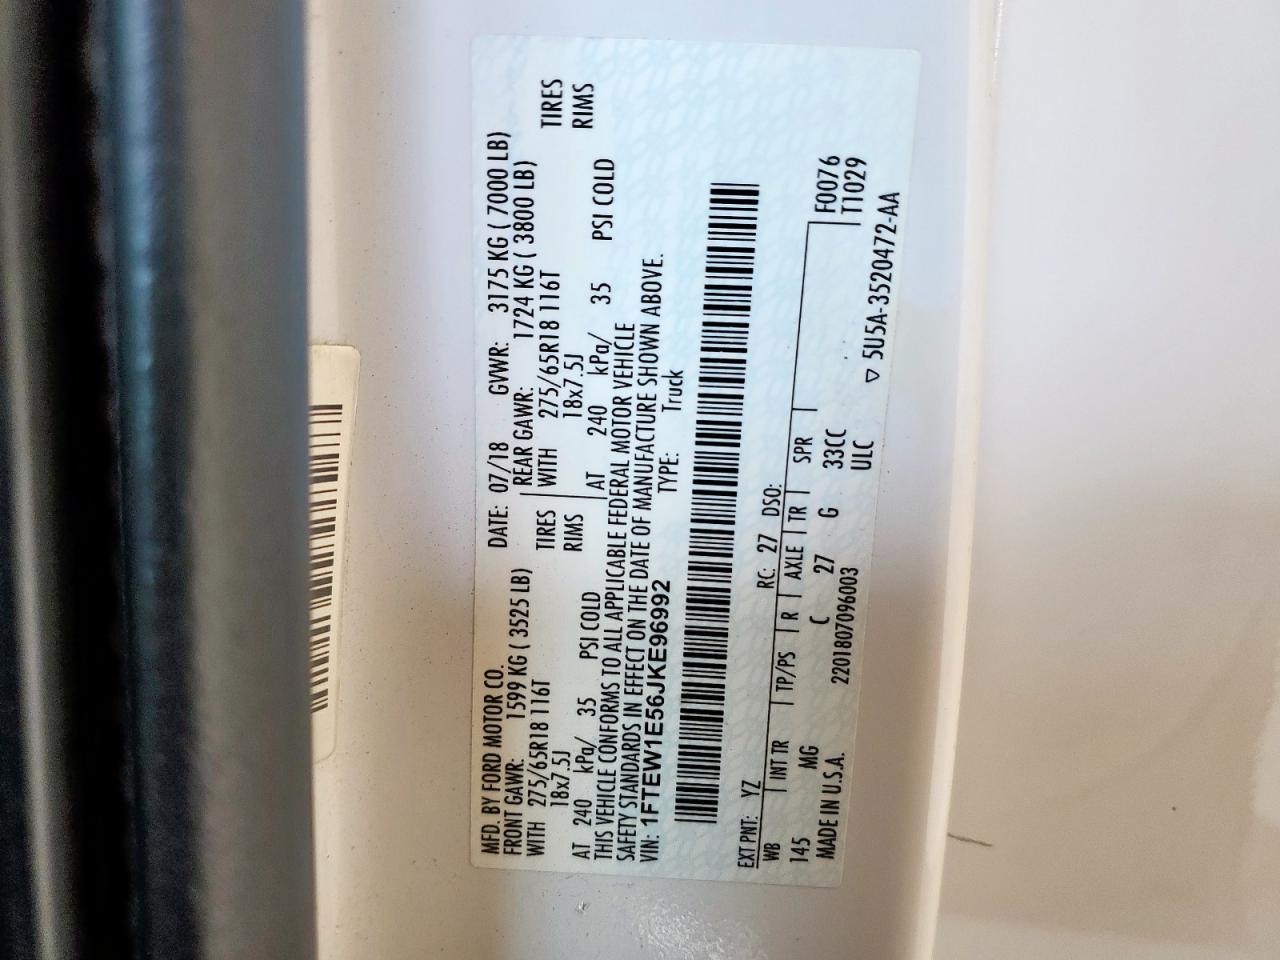 MFD. BY FORD MOTOR CO.
DATE: 07/18 GVWR: 3175 KG ( 7000 LB)
FRONT GAWR: 1599 KG ( 3525 LB)
REAR GAWR: 1724 KG ( 3800 LB)
WITH 275/65R18 116T TIRES
WITH 275/65R18 116T TIRES
18x7.5J RIMS
18x7.5J RIMS
AT 240 kPa/ 35 PSI COLD
AT 240 kPa/ 35 PSI COLD
THIS VEHICLE CONFORMS TO ALL APPLICABLE FEDERAL MOTOR VEHICLE
SAFETY STANDARDS IN EFFECT ON THE DATE OF MANUFACTURE SHOWN ABOVE.
VIN: 1FTEW1E56JKE96992 TYPE: Truck
EXT PNT: YZ RC: 27 DSO:
WB INT TR TP/PS R AXLE TR SPR F0076
145 MG C 27 G 33CC T1029
MADE IN U.S.A. 220180709603 ULC
▽ 5U5A-3520472-AA